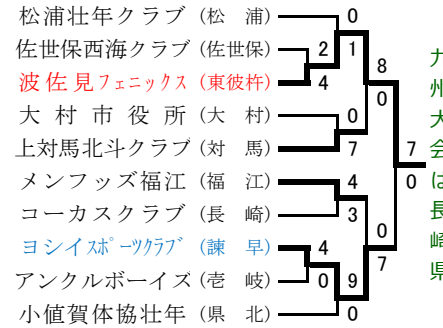 松浦壮年クラブ(松 浦)
佐世保西海クラブ(佐世保)
波佐見フェニックス(東彼杵)
大村市役所(大 村)
上対馬北斗クラブ(対 馬)
メンフッズ福江(福 江)
コーカスクラブ(長 崎)
ヨシイスポーツクラブ(諫 早)
アンクルボーイズ(壱 岐)
小値賀体協壮年(県 北)
0
2 1
4
8
0
0
7
7
0
4
3
0
7
4
0 9
0
九州大会は長崎県